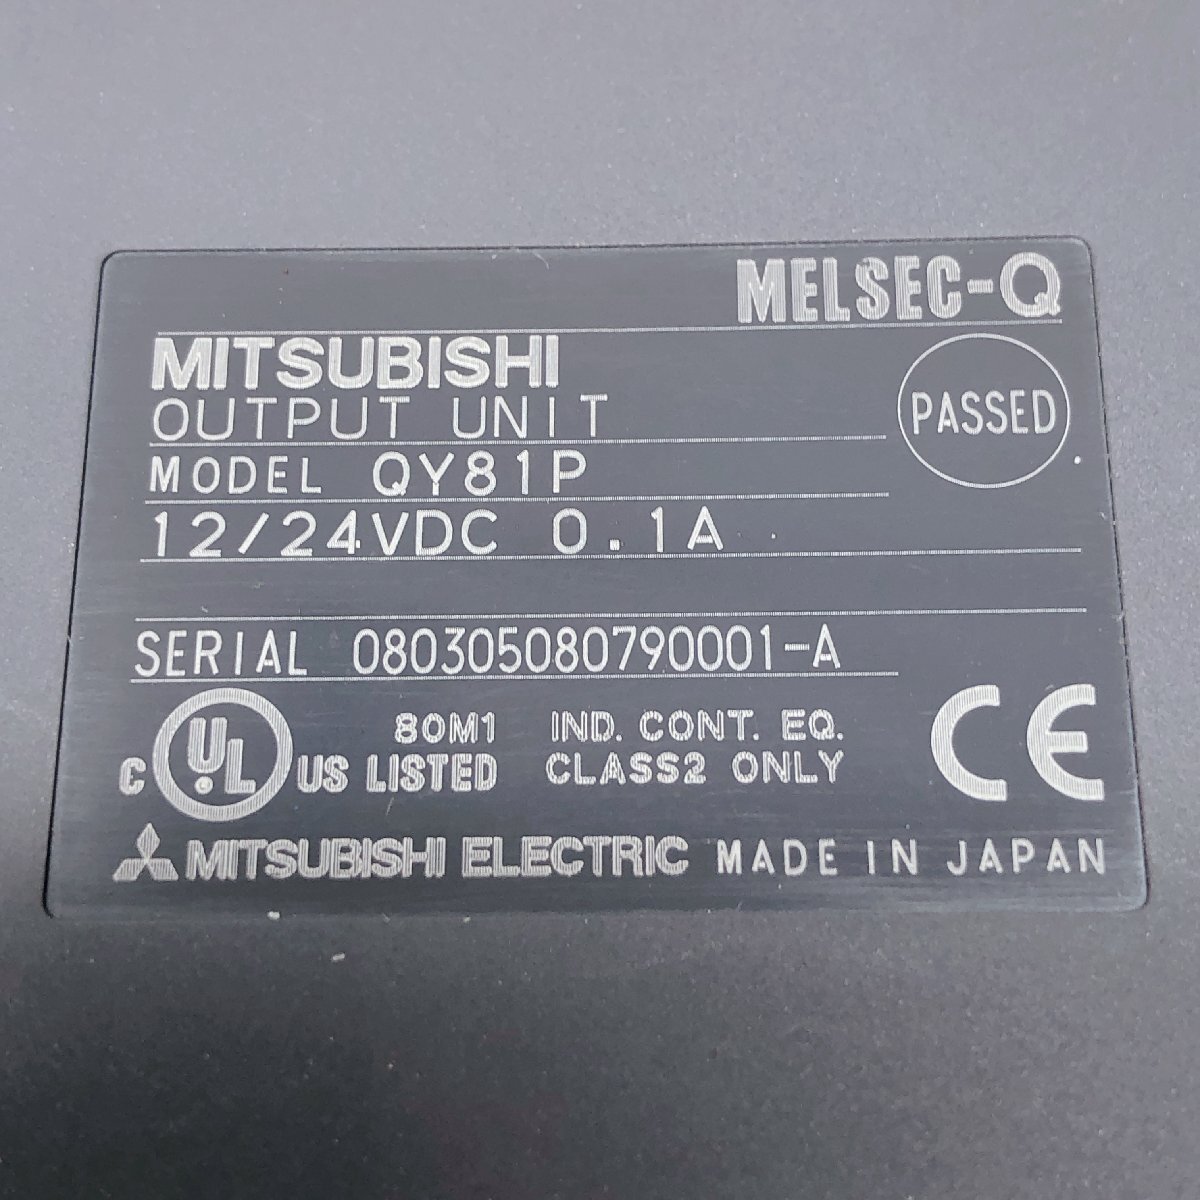 MELSEC-Q
MITSUBISHI
OUTPUT UNIT
PASSED
MODEL QY81P
12/24VDC 0.1A
SERIAL 080305080790001-A
C UL US LISTED
80M1 IND. CONT. EQ.
CLASS2 ONLY
CE
MITSUBISHI ELECTRIC MADE IN JAPAN